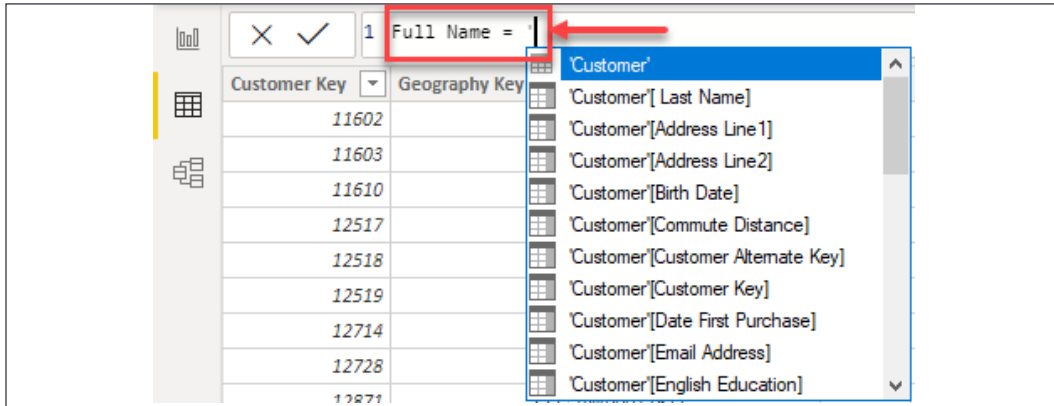 1 Full Name = '
Customer Key Geography Key
'Customer'
'Customer'[ Last Name]
'Customer'[Address Line1]
'Customer'[Address Line2]
'Customer'[Birth Date]
'Customer'[Commute Distance]
'Customer'[Customer Alternate Key]
'Customer'[Customer Key]
'Customer'[Date First Purchase]
'Customer'[Email Address]
'Customer'[English Education]
11602
11603
11610
12517
12518
12519
12714
12728
12871